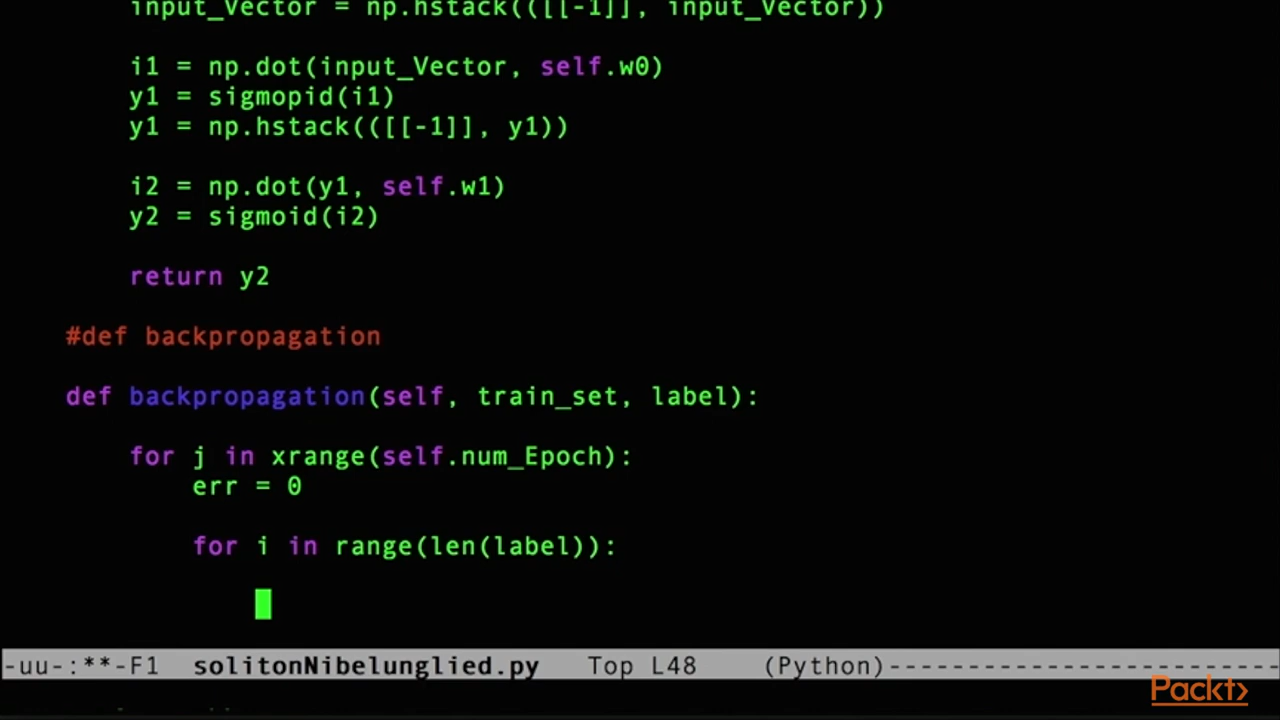 input_Vector = np.hstack(([[-1]], input_Vector))
i1 = np.dot(input_Vector, self.w0)
y1 = sigmopid(i1)
y1 = np.hstack(([[-1]], y1))
i2 = np.dot(y1, self.w1)
y2 = sigmoid(i2)
return y2
#def backpropagation
def backpropagation(self, train_set, label):
for j in xrange(self.num_Epoch):
err = 0
for i in range(len(label)):
-uu-:**-F1 solitonNibelunglied.py Top L48 (Python)-------------------------
Packt>